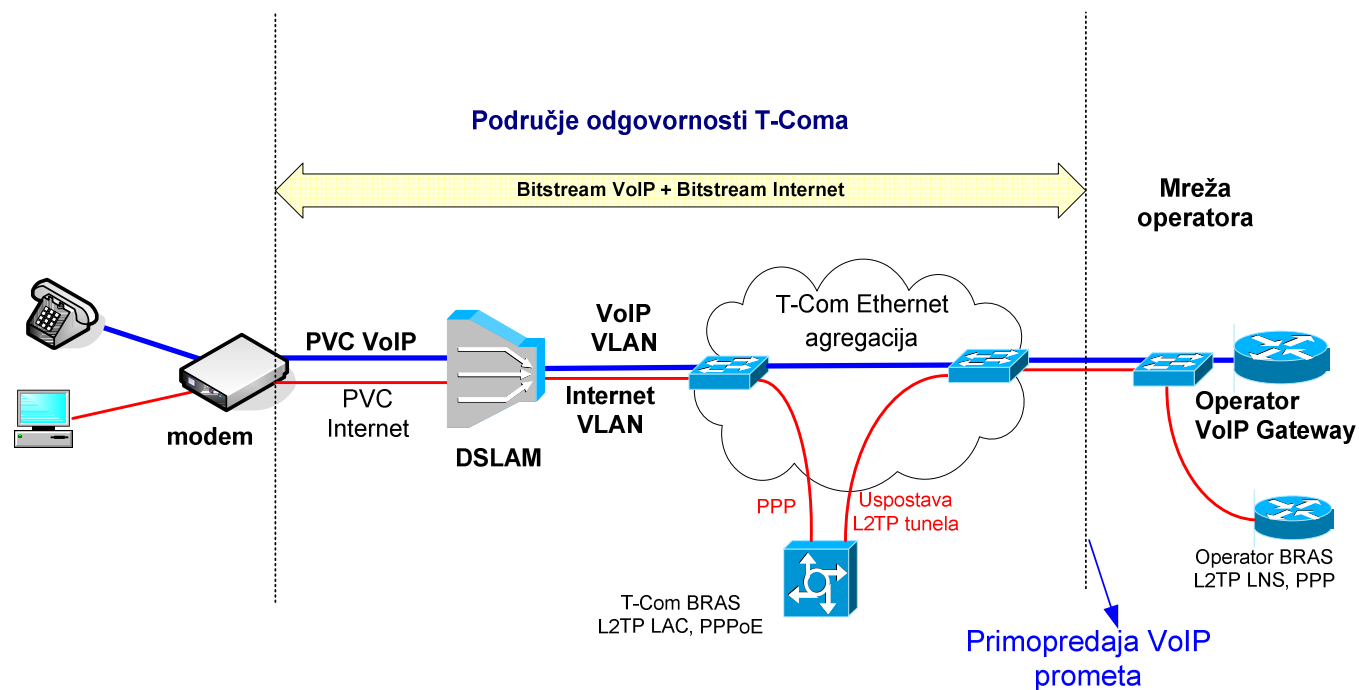 Područje odgovornosti T-Coma
Bitstream VoIP + Bitstream Internet
Mreža
operatora
T-Com Ethernet
agregacija
VoIP
VLAN
PVC VoIP
PVC
Internet
Internet
VLAN
modem
DSLAM
Operator
VoIP Gateway
PPP
Uspostava
L2TP tunela
Operator BRAS
L2TP LNS, PPP
T-Com BRAS
L2TP LAC, PPPoE
Primopredaja VoIP
prometa